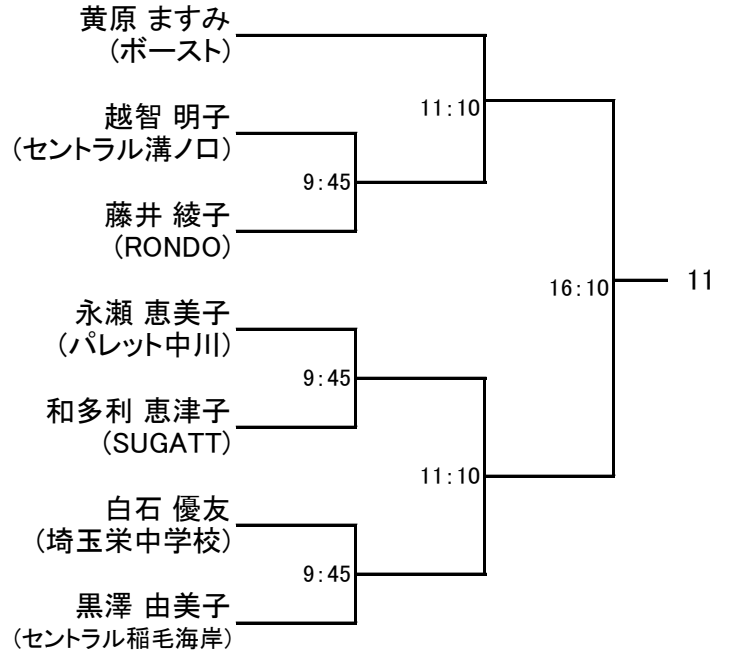 黄原 ますみ
(ボースト)
11:10
越智 明子
(セントラル溝ノ口)
9:45
藤井 綾子
(RONDO)
16:10
11
永瀬 恵美子
(パレット中川)
9:45
和多利 恵津子
(SUGATT)
11:10
白石 優友
(埼玉栄中学校)
9:45
黒澤 由美子
(セントラル稲毛海岸)